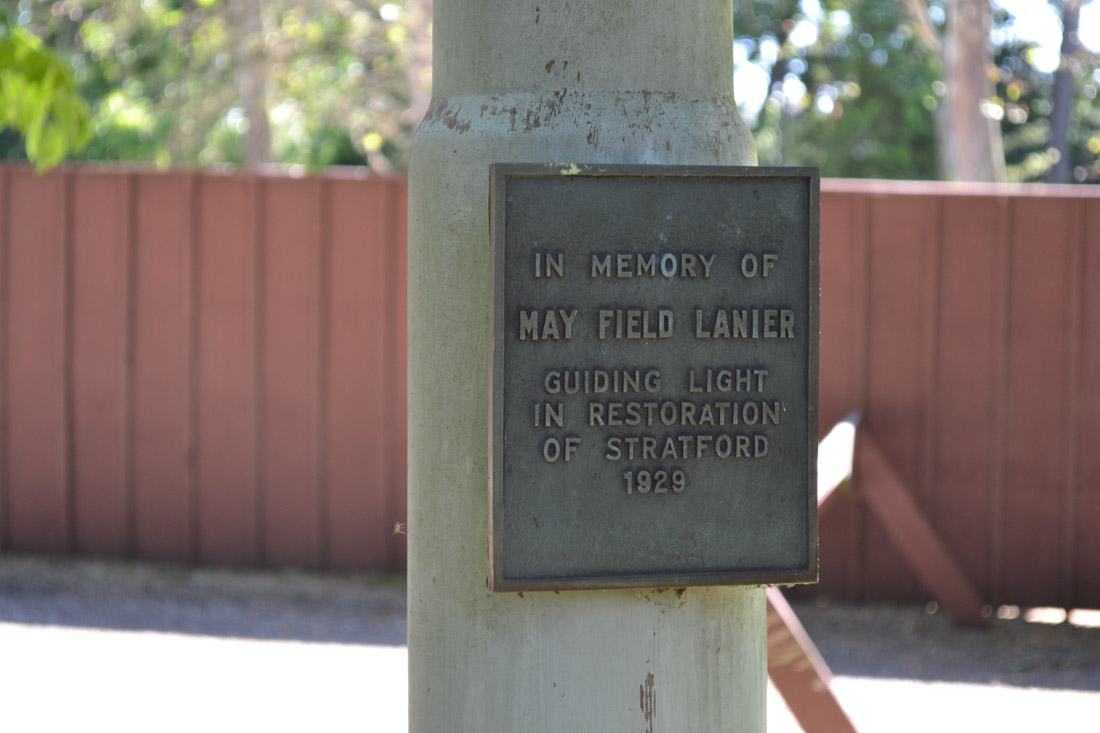 IN MEMORY OF
MAY FIELD LANIER
GUIDING LIGHT
IN RESTORATION
OF STRATFORD
1929